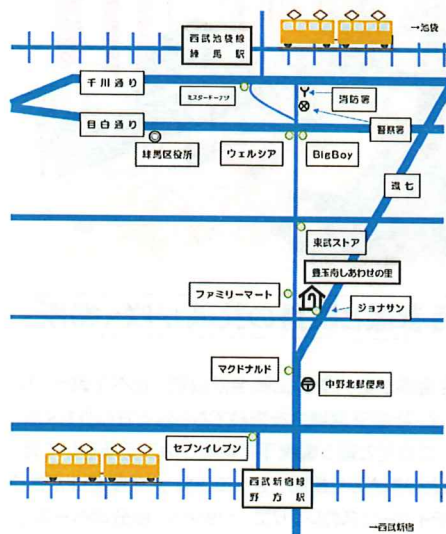 西武池袋線
練馬駅
→池袋
千川通り
ミスタードーナツ
消防署
目白通り
警察署
練馬区役所
ウェルシア
BigBoy
環七
東武ストア
豊玉南しあわせの里
ファミリーマート
ジョナサン
マクドナルド
中野北郵便局
セブンイレブン
西武新宿線
野方駅
→西武新宿